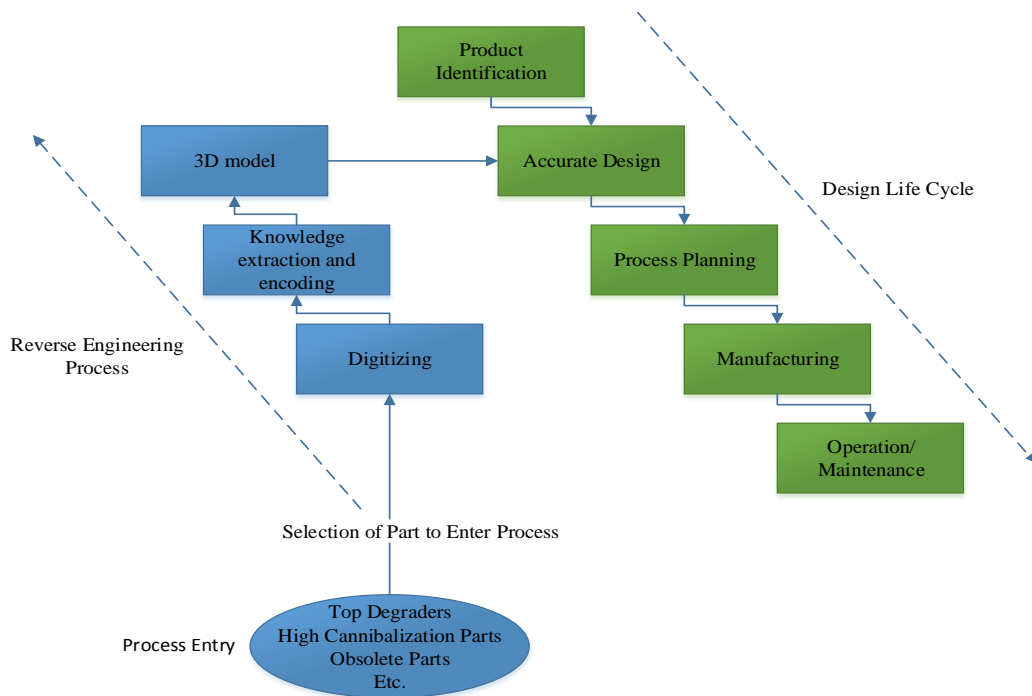 Product
Identification
3D model
Accurate Design
Design Life Cycle
Knowledge
extraction and
encoding
Process Planning
Reverse Engineering
Process
Digitizing
Manufacturing
Operation/
Maintenance
Selection of Part to Enter Process
Process Entry
Top Degraders
High Cannibalization Parts
Obsolete Parts
Etc.